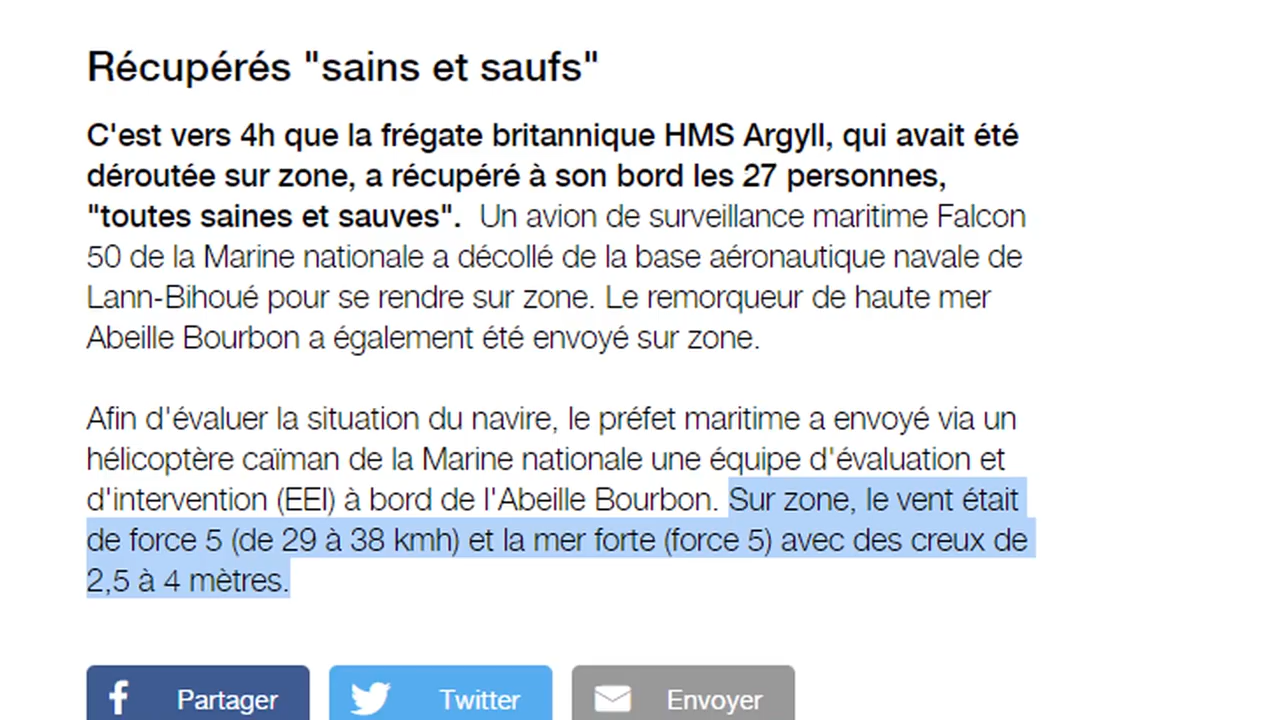 Récupérés "sains et saufs"
C'est vers 4h que la frégate britannique HMS Argyll, qui avait été
déroutée sur zone, a récupéré à son bord les 27 personnes,
"toutes saines et sauves".  Un avion de surveillance maritime Falcon
50 de la Marine nationale a décollé de la base aéronautique navale de
Lann-Bihoué pour se rendre sur zone. Le remorqueur de haute mer
Abeille Bourbon a également été envoyé sur zone.
Afin d'évaluer la situation du navire, le préfet maritime a envoyé via un
hélicoptère caïman de la Marine nationale une équipe d'évaluation et
d'intervention (EEI) à bord de l'Abeille Bourbon. Sur zone, le vent était
de force 5 (de 29 à 38 kmh) et la mer forte (force 5) avec des creux de
2,5 à 4 mètres.
Partager Twitter Envoyer